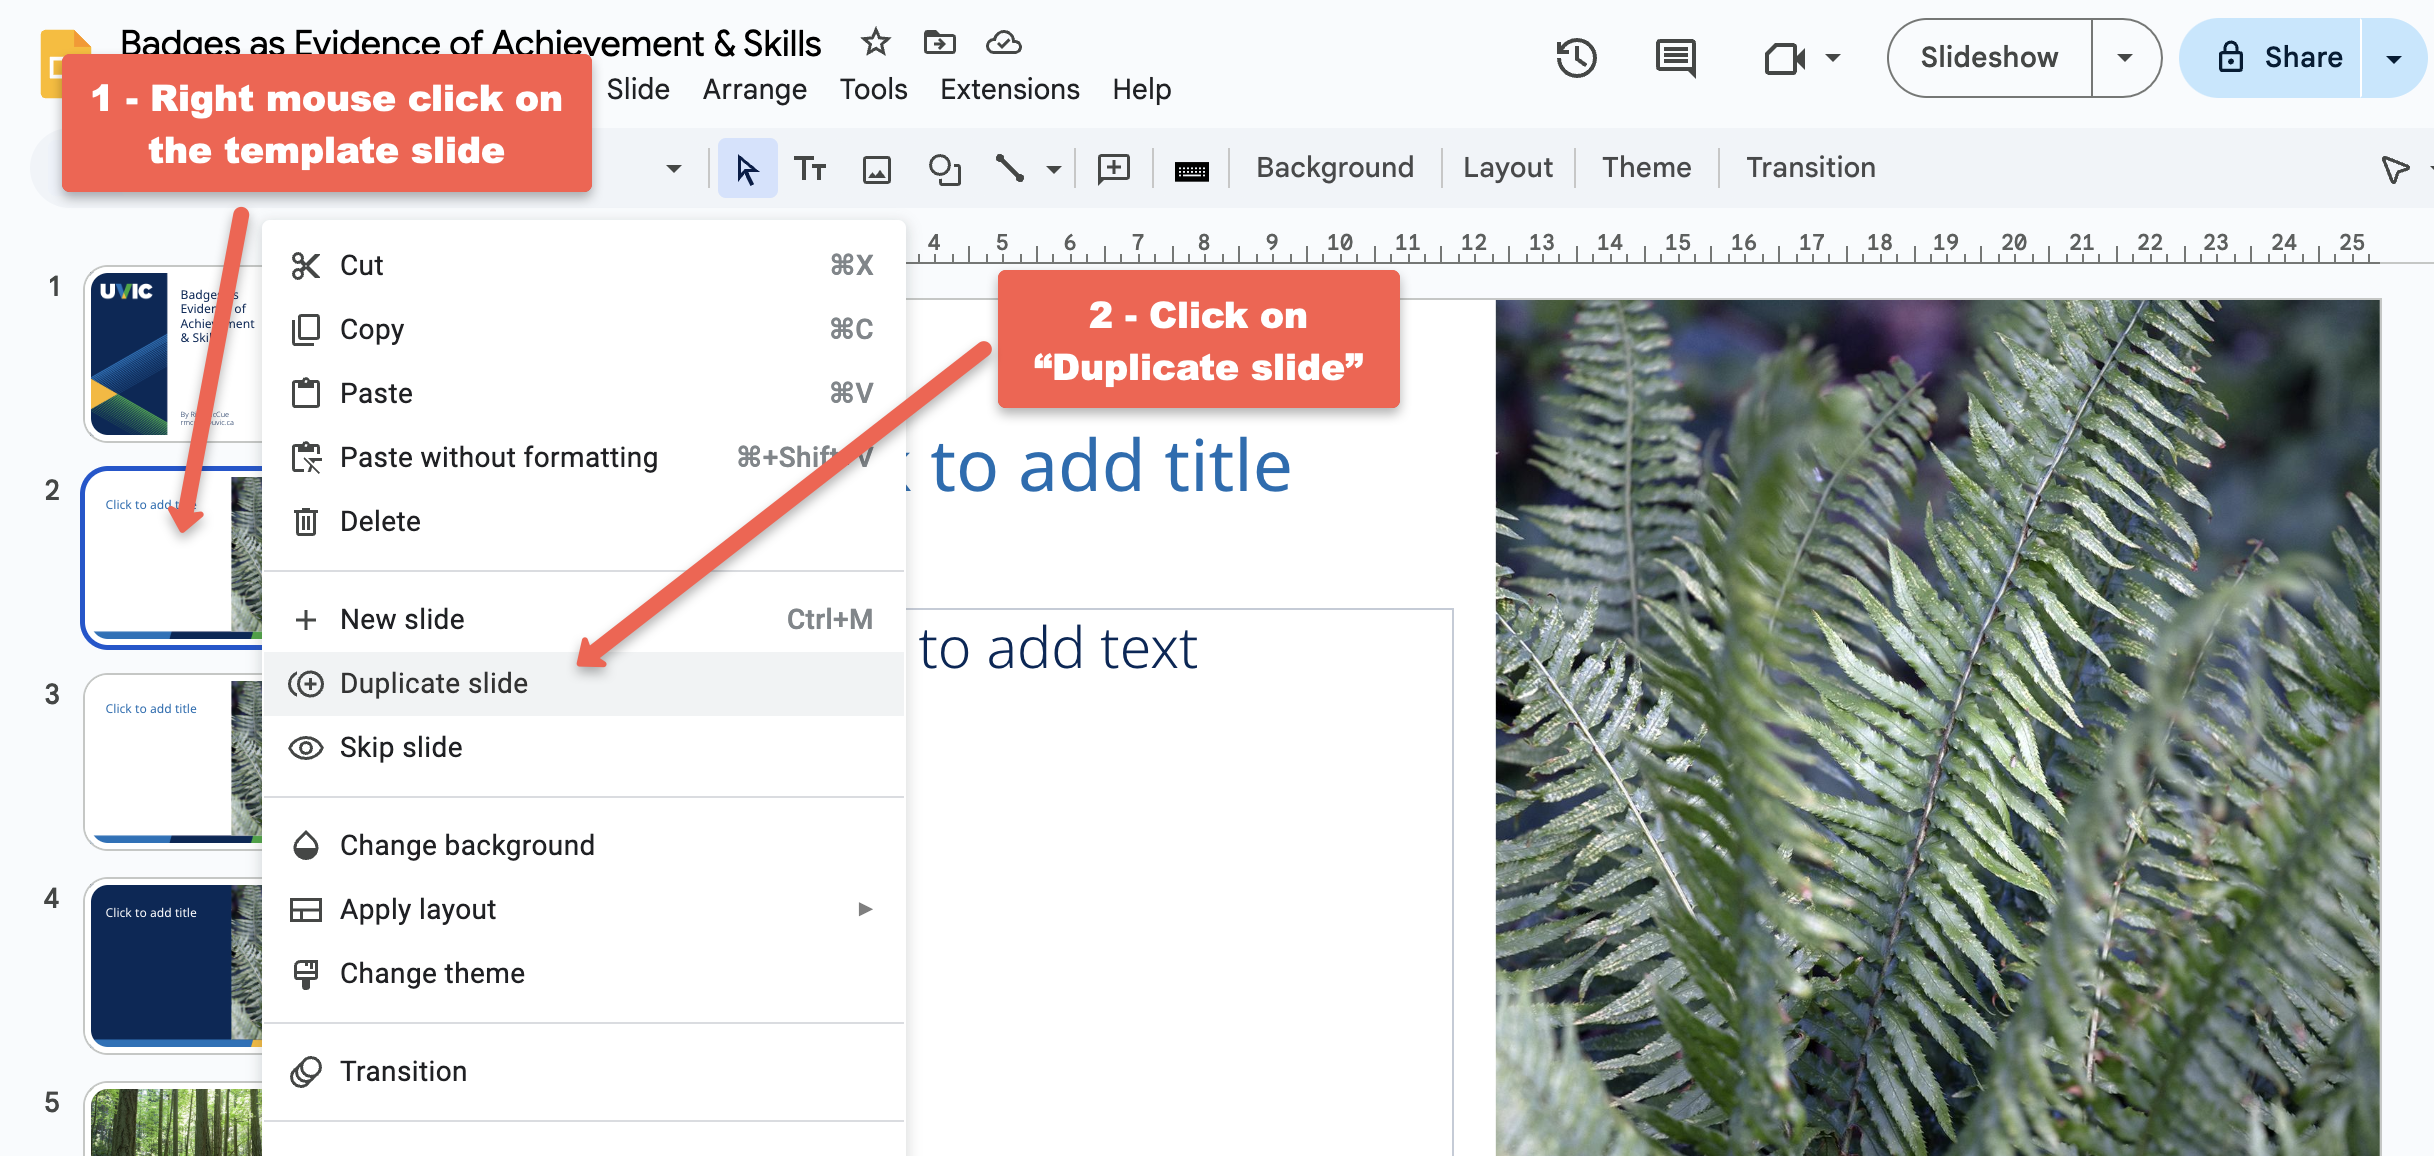 Badges as Evidence of Achievement & Skills
Slide Arrange Tools Extensions Help
Slideshow
Share
1 - Right mouse click on
the template slide
Background Layout Theme Transition
4 5 6 7 8 9 10 11 12 13 14 15 16 17 18 19 20 21 22 23 24 25
1
UVIC
Badges as
Evidence of
Achievement
& Skills
2
Click to add title
3
Click to add title
4
Click to add title
5
Cut ⌘X
Copy ⌘C
Paste ⌘V
Paste without formatting ⌘+Shift+V
Delete
New slide Ctrl+M
Duplicate slide
Skip slide
Change background
Apply layout
Change theme
Transition
2 - Click on
“Duplicate slide”
to add title
to add text